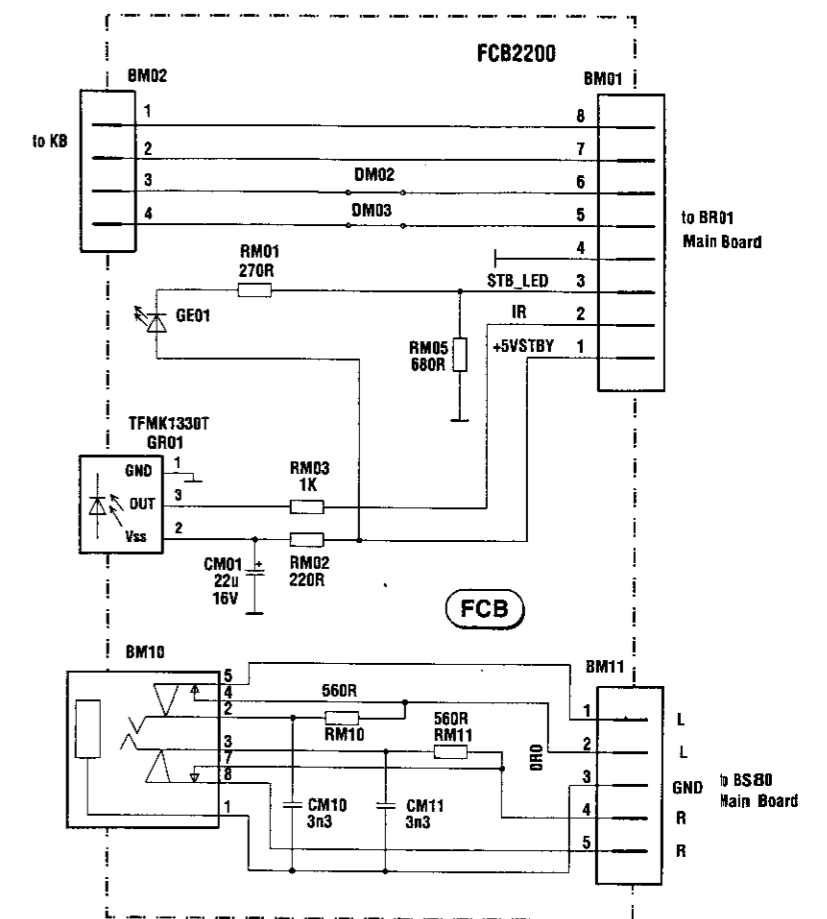 FCB2200
BM02
BM01
to KB
1
2
3
4
DM02
DM03
8
7
6
5
4
3
2
1
to BR01
Main Board
RM01
270R
STB_LED
IR
+5VSTBY
GE01
RM05
680R
TFMK1330T
GR01
GND
OUT
Vss
1
3
2
RM03
1K
CM01
22u
16V
RM02
220R
FCB
BM10
BM11
5
4
2
3
7
8
1
560R
RM10
560R
RM11
0R0
CM10
3n3
CM11
3n3
1
2
3
4
5
L
L
GND
R
R
to BS80
Main Board